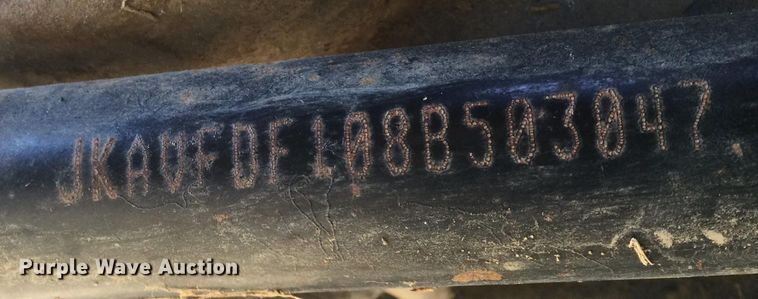 JKAVFDF108B503047
Purple Wave Auction